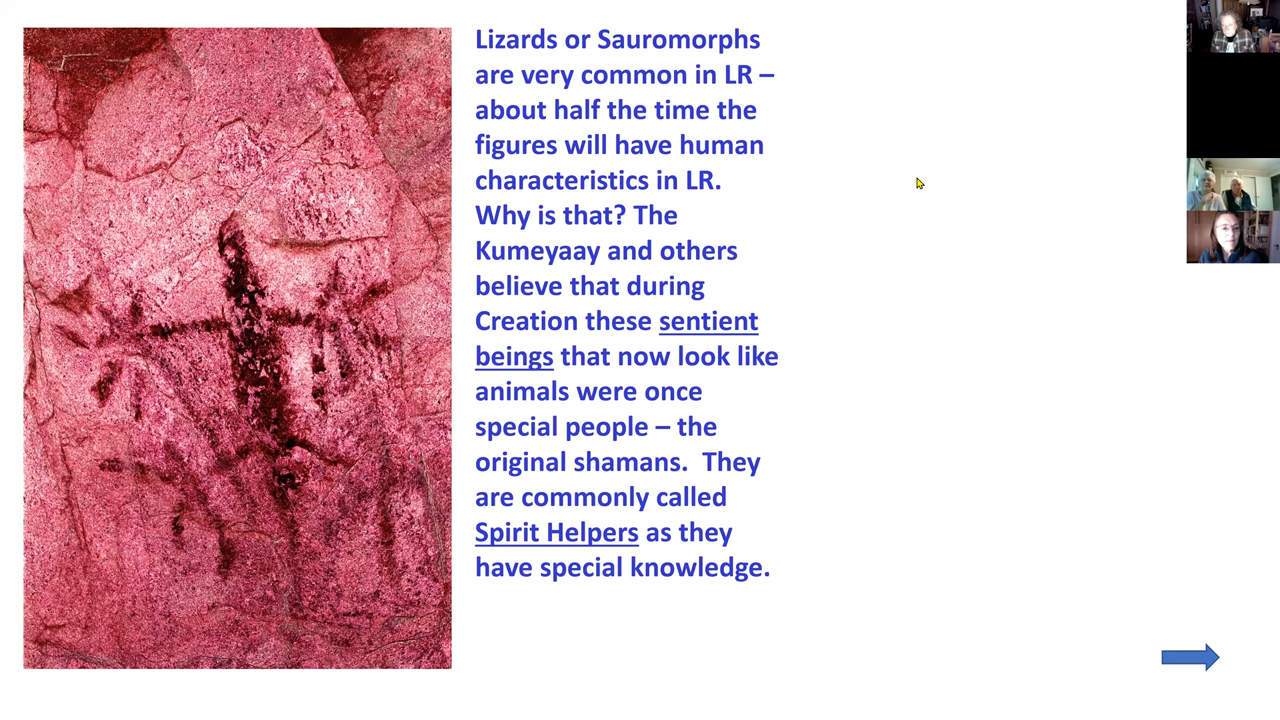 Lizards or Sauromorphs
are very common in LR –
about half the time the
figures will have human
characteristics in LR.
Why is that? The
Kumeyaay and others
believe that during
Creation these sentient
beings that now look like
animals were once
special people – the
original shamans.  They
are commonly called
Spirit Helpers as they
have special knowledge.